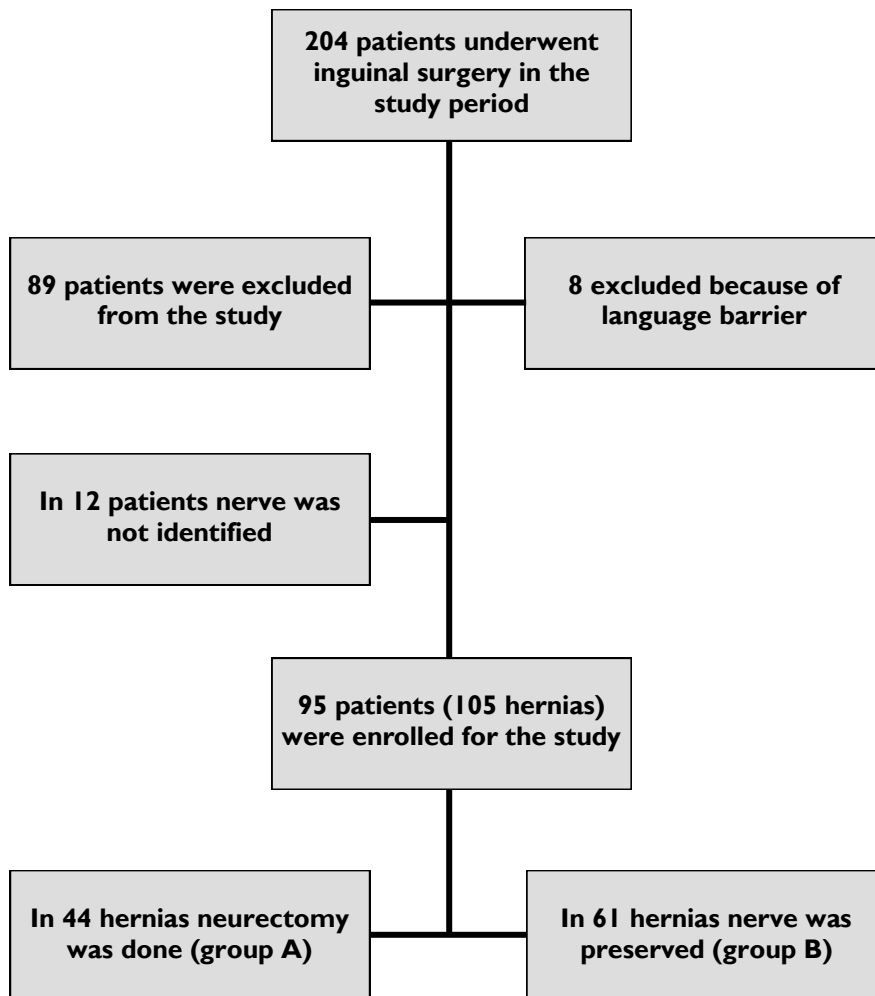 204 patients underwent
inguinal surgery in the
study period
89 patients were excluded
from the study
8 excluded because of
language barrier
In 12 patients nerve was
not identified
95 patients (105 hernias)
were enrolled for the study
In 44 hernias neurectomy
was done (group A)
In 61 hernias nerve was
preserved (group B)